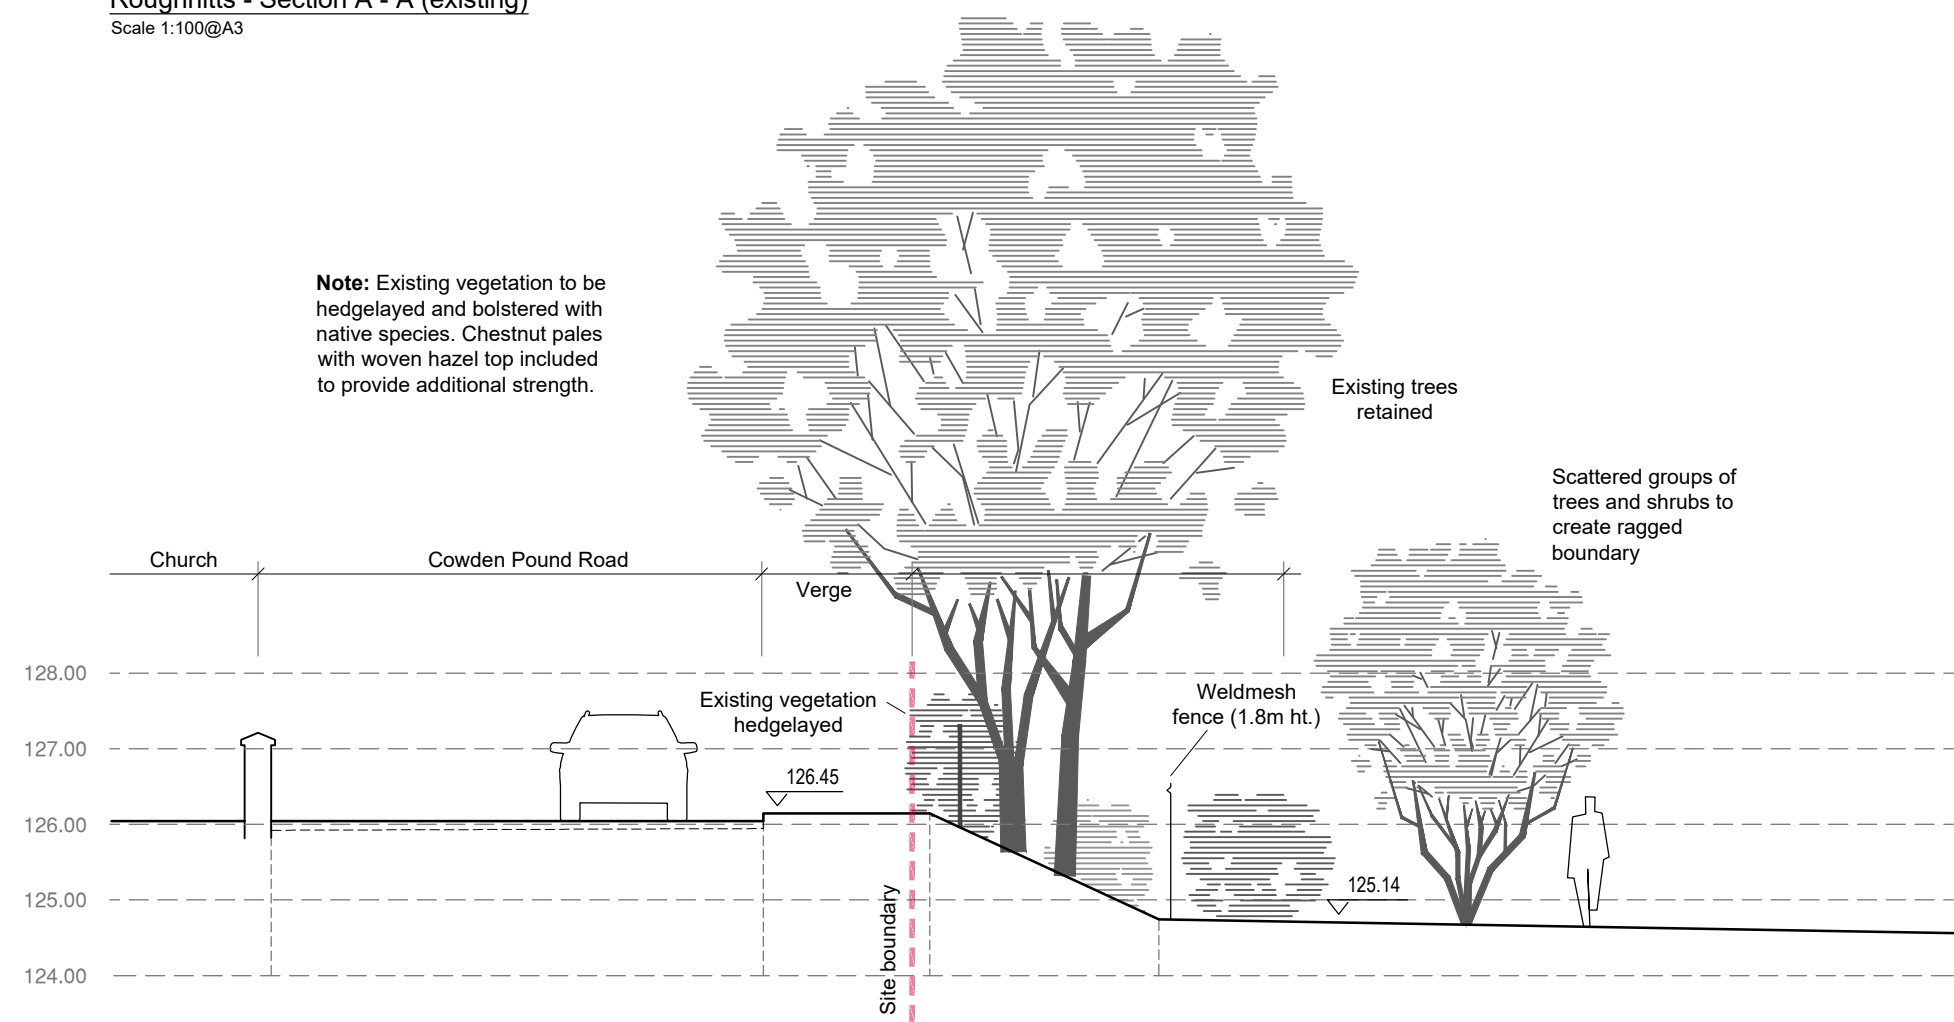 Roughnitts - Section A - A (existing)
Scale 1:100@A3
Note: Existing vegetation to be
hedgelayed and bolstered with
native species. Chestnut pales
with woven hazel top included
to provide additional strength.
Existing trees
retained
Scattered groups of
trees and shrubs to
create ragged
boundary
Church
Cowden Pound Road
Verge
128.00
Existing vegetation
hedgelayed
Weldmesh
fence (1.8m ht.)
127.00
126.45
126.00
125.14
125.00
Site boundary
124.00